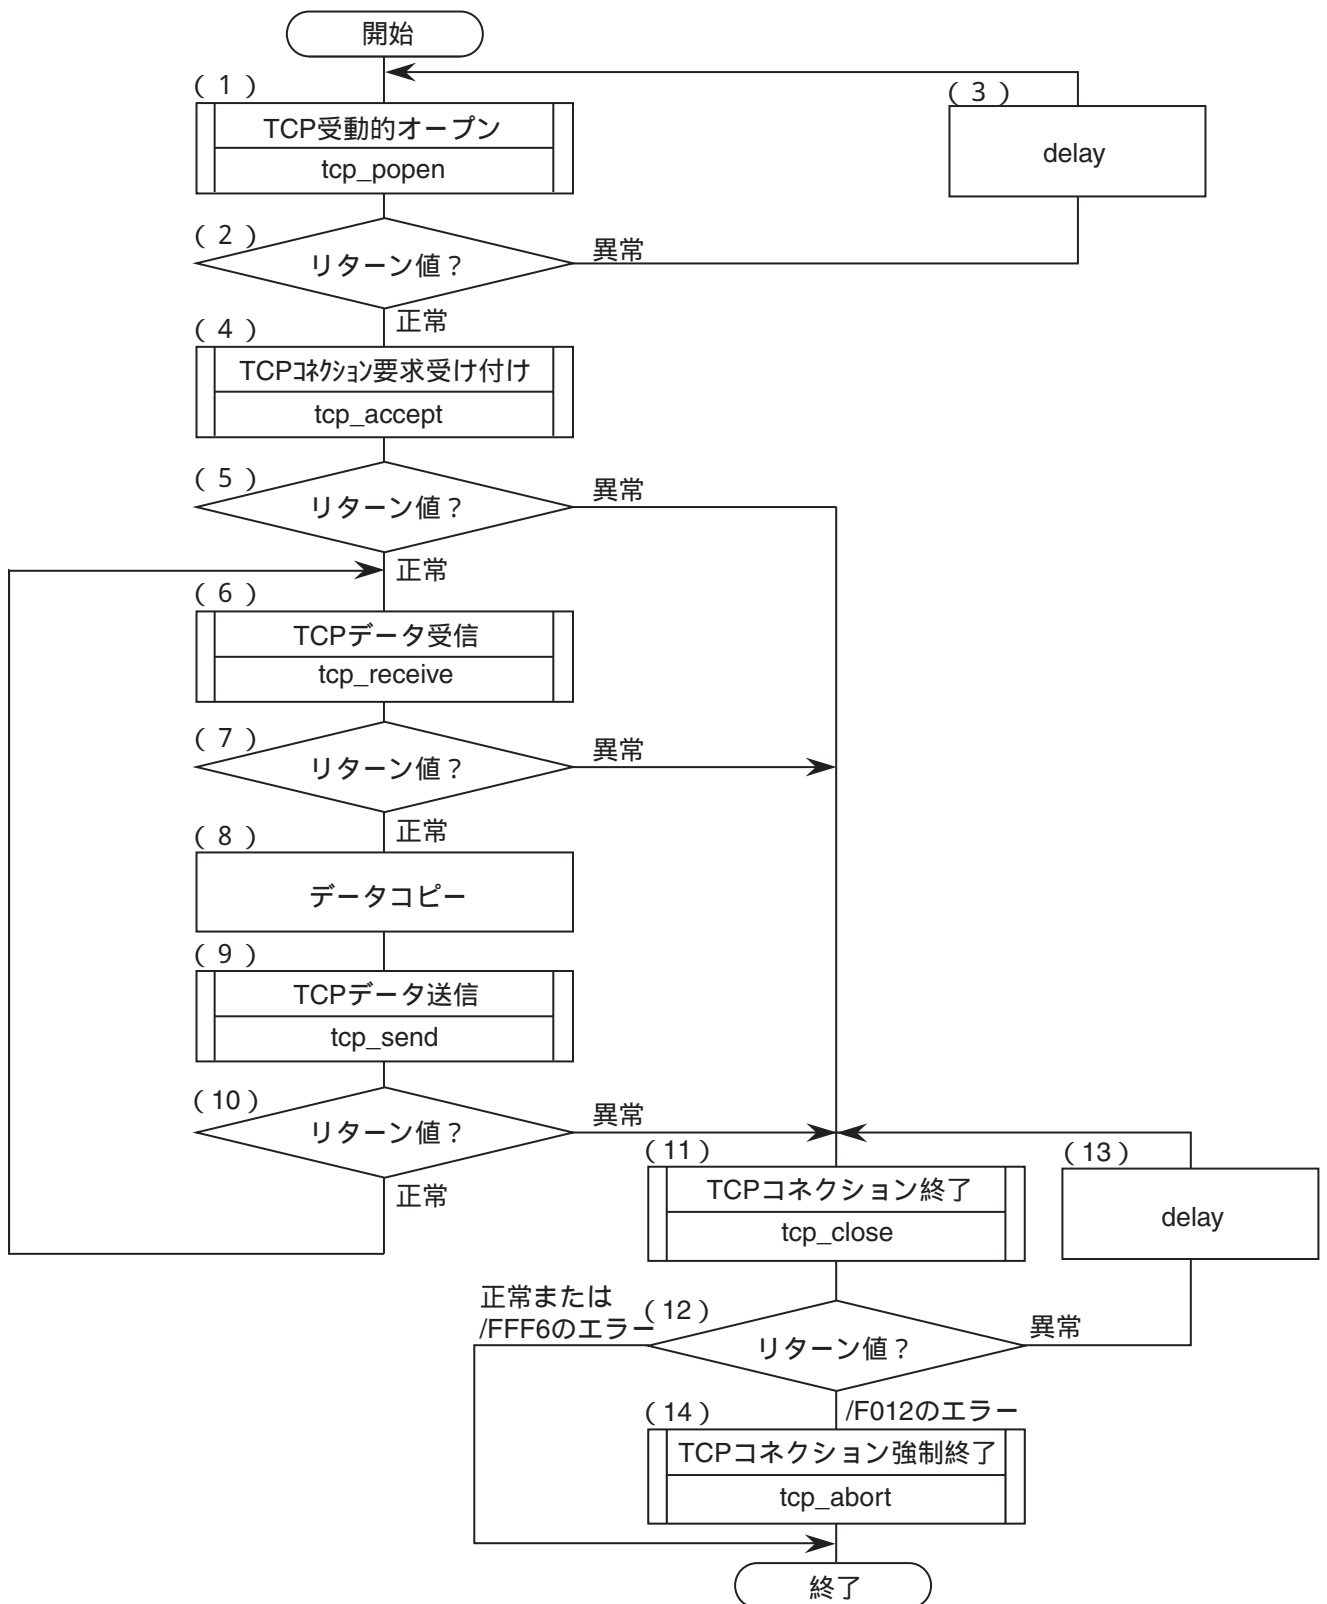 開始
(1)
TCP受動的オープン
tcp_popen
(3)
delay
(2)
リターン値?
異常
正常
(4)
TCPコネクション要求受け付け
tcp_accept
(5)
リターン値?
異常
正常
(6)
TCPデータ受信
tcp_receive
(7)
リターン値?
異常
正常
(8)
データコピー
(9)
TCPデータ送信
tcp_send
(10)
リターン値?
異常
正常
(11)
TCPコネクション終了
tcp_close
(13)
delay
正常または
/FFF6のエラー
(12)
リターン値?
異常
/F012のエラー
(14)
TCPコネクション強制終了
tcp_abort
終了